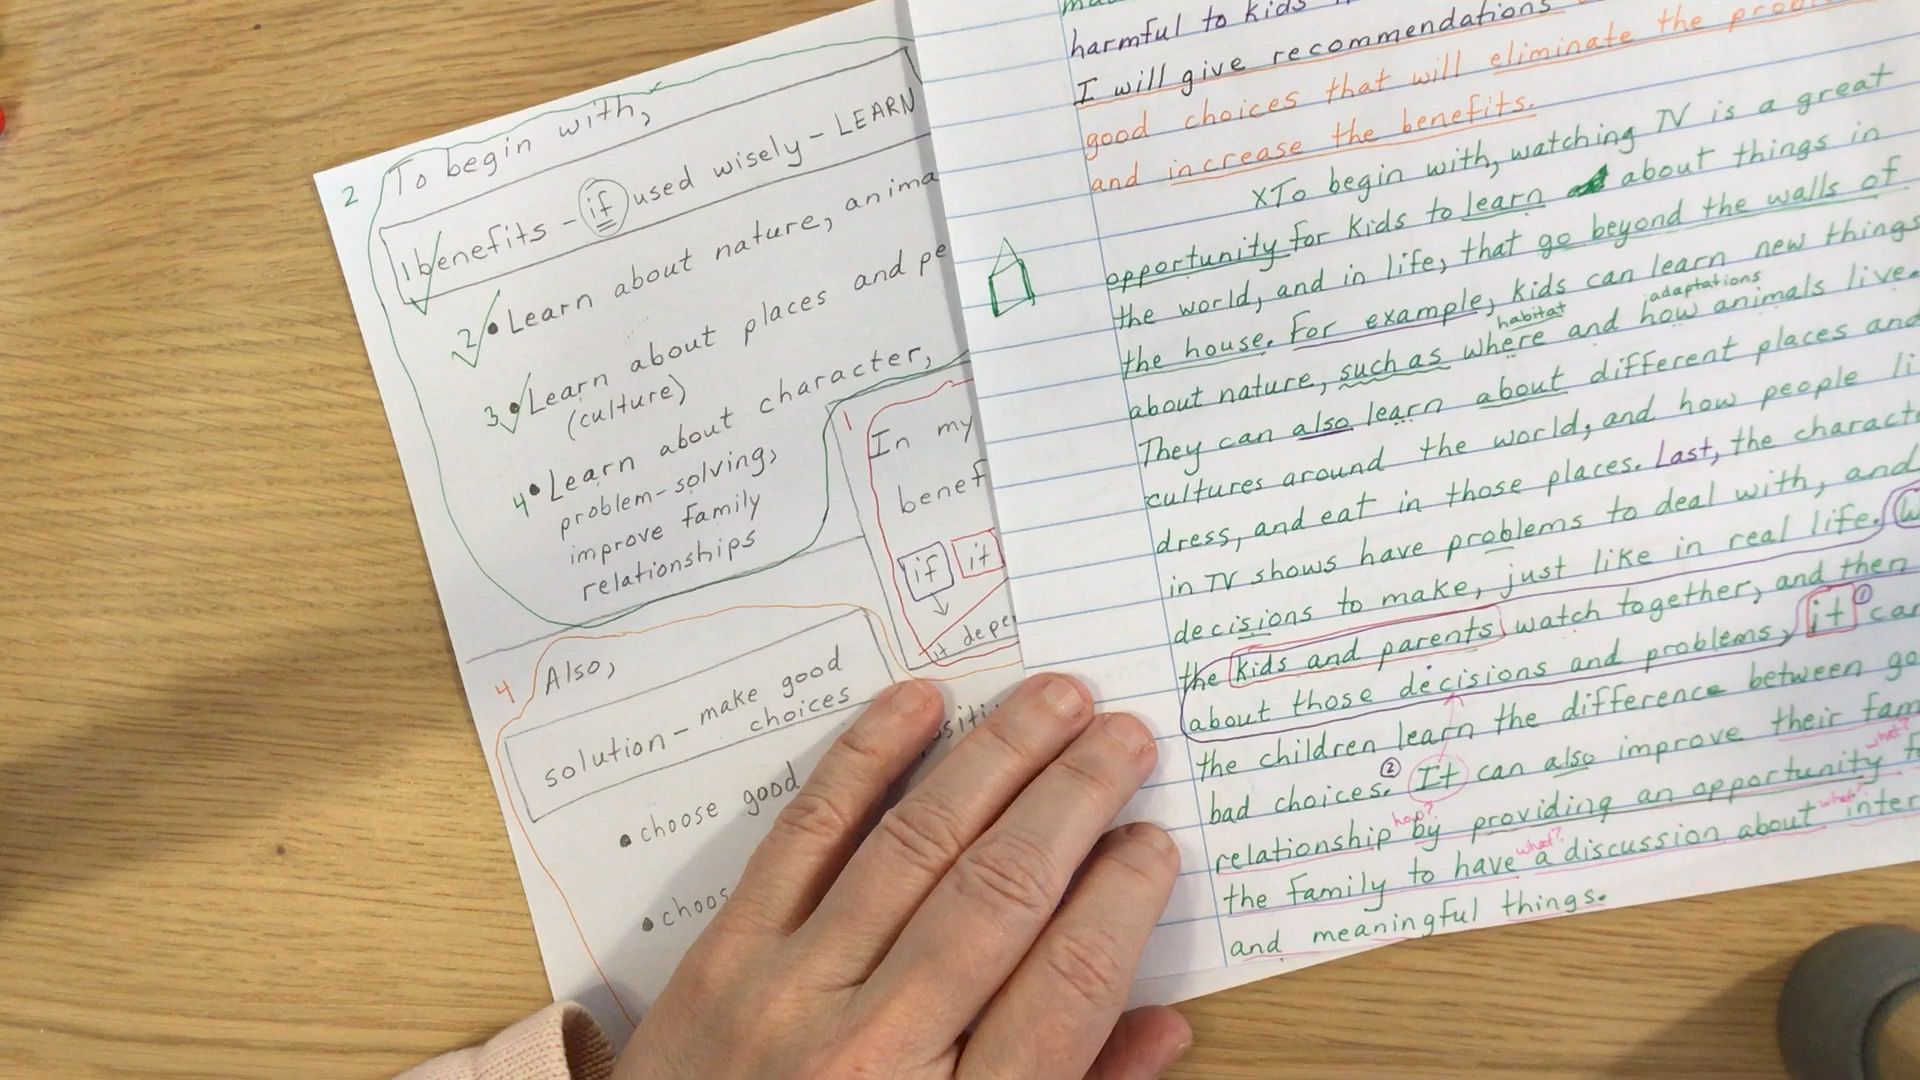 2
To begin with,
1 benefits - if used wisely - LEARN
2 • Learn about nature, anima
3 • Learn about places and pe
(culture)
4 • Learn about character,
problem-solving,
improve family
relationships
1
In my
benef
if it
it depe
4 Also,
solution - make good
choices
• choose good
• choos
sitiv
harmful to kids
I will give recommendations
good choices that will eliminate the prob
and increase the benefits.
XTo begin with, watching TV is a great
opportunity for kids to learn about things in
the world, and in life, that go beyond the walls of
the house. For example, kids can learn new things
habitat adaptations
about nature, such as where and how animals live.
They can also learn about different places and
cultures around the world, and how people li
dress, and eat in those places. Last, the charact
in TV shows have problems to deal with, and
decisions to make, just like in real life.
the kids and parents watch together, and then
about those decisions and problems, it ① can
the children learn the difference between go
bad choices. ② It can also improve their fam
how? what?
relationship by providing an opportunity
what? what?
the family to have a discussion about inter
and meaningful things.